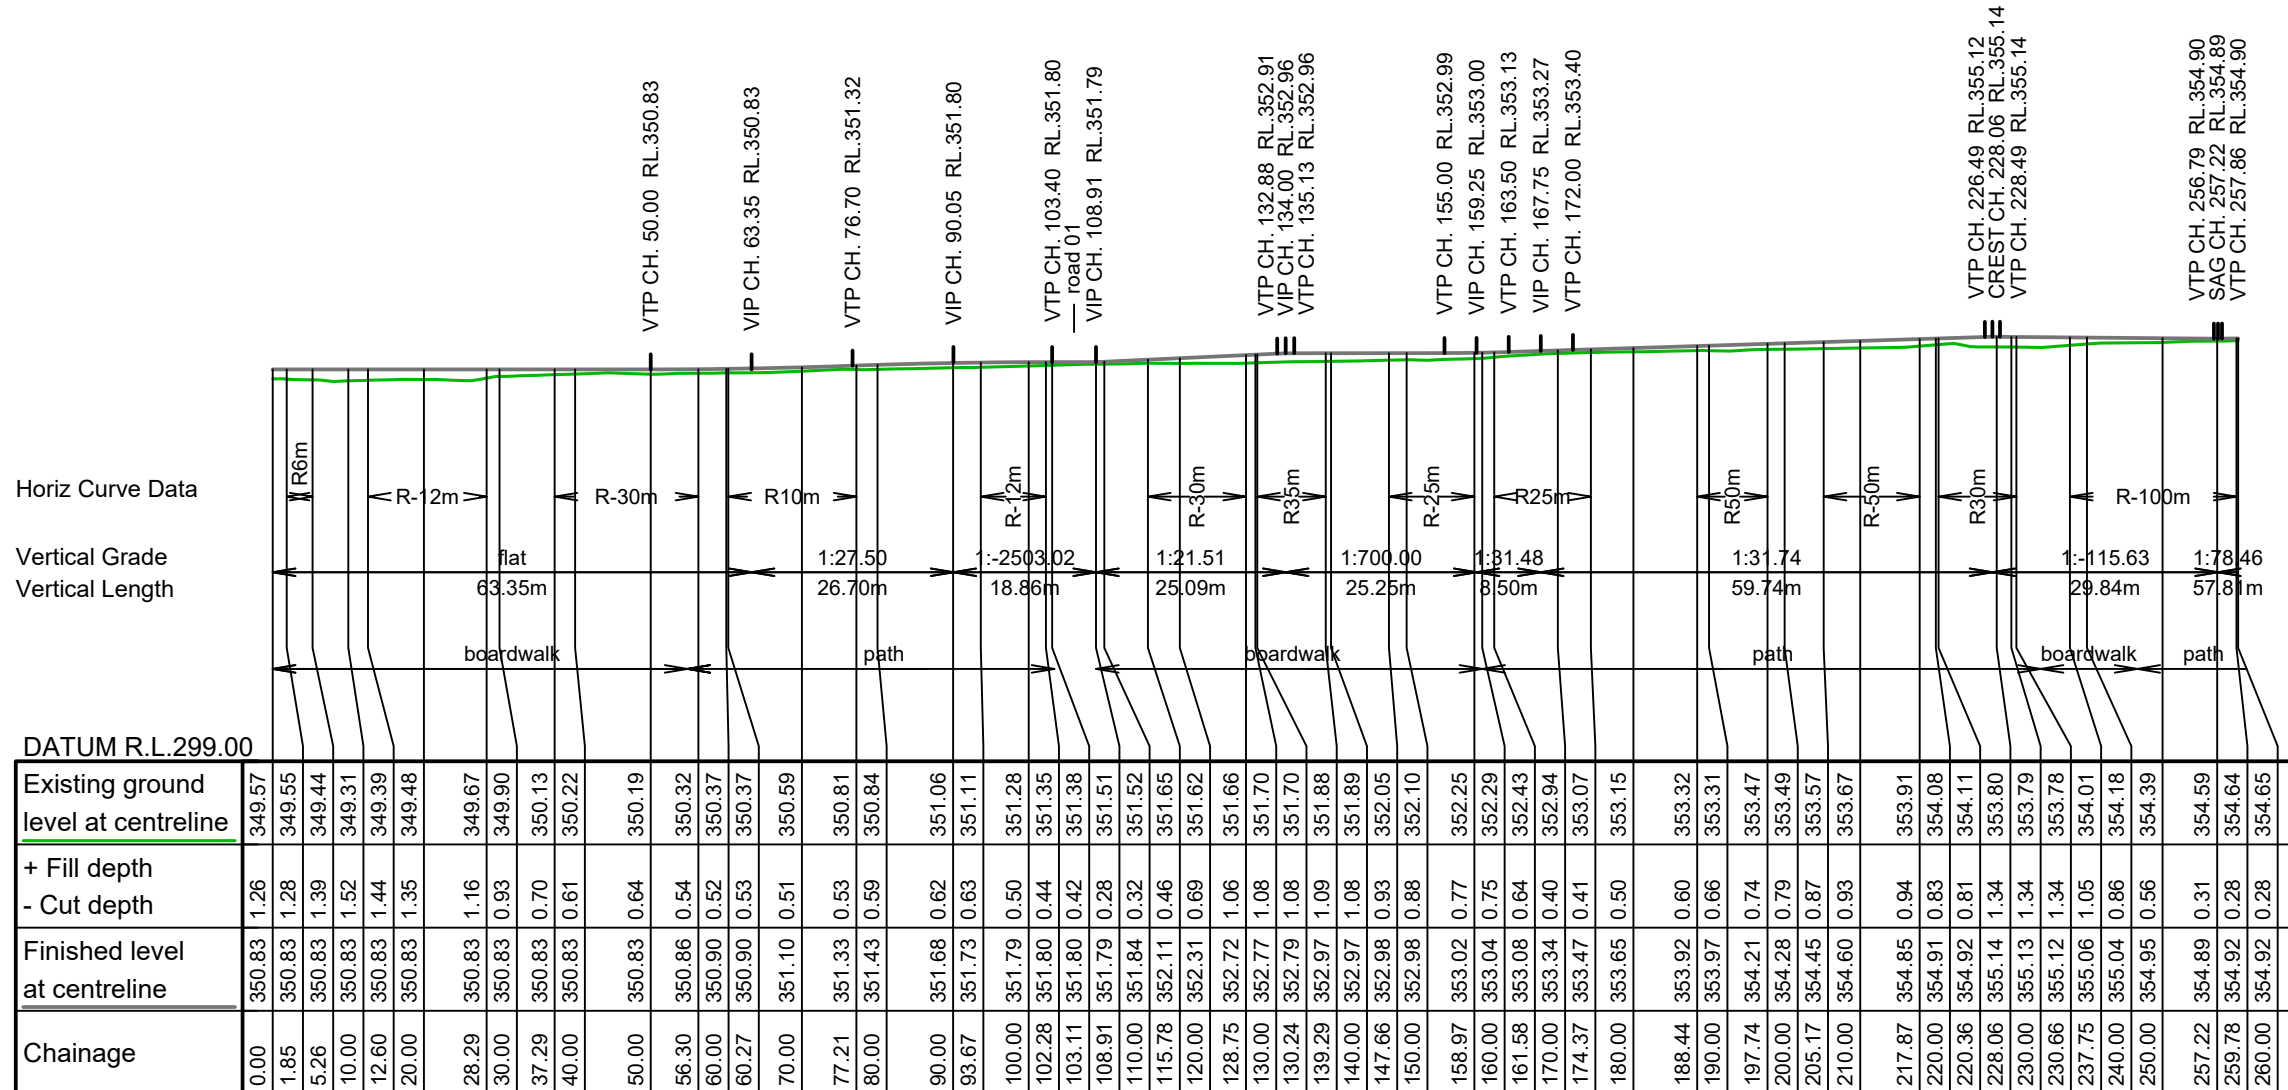 VTP CH. 50.00 RL.350.83
VIP CH. 63.35 RL.350.83
VTP CH. 76.70 RL.351.32
VIP CH. 90.05 RL.351.80
VTP CH. 103.40 RL.351.80
road 01
VIP CH. 108.91 RL.351.79
VTP CH. 132.88 RL.352.91
VIP CH. 134.00 RL.352.96
VTP CH. 135.13 RL.352.96
VTP CH. 155.00 RL.352.99
VIP CH. 159.25 RL.353.00
VTP CH. 163.50 RL.353.13
VIP CH. 167.75 RL.353.27
VTP CH. 172.00 RL.353.40
VTP CH. 226.49 RL.355.12
CREST CH. 228.06 RL.355.14
VTP CH. 228.49 RL.355.14
VTP CH. 256.79 RL.354.90
SAG CH. 257.22 RL.354.89
VTP CH. 257.86 RL.354.90
Horiz Curve Data R6m R-12m R-30m R10m R-12m R-30m R35m R-25m R25m R50m R-50m R30m R-100m
Vertical Grade flat 1:27.50 1:-2503.02 1:21.51 1:700.00 1:31.48 1:31.74 1:-115.63 1:78.46
Vertical Length 63.35m 26.70m 18.86m 25.09m 25.25m 8.50m 59.74m 29.84m 57.81m
boardwalk path boardwalk path boardwalk path
DATUM R.L.299.00
Existing ground
level at centreline 349.57 349.55 349.44 349.31 349.39 349.48 349.67 349.90 350.13 350.22 350.19 350.32 350.37 350.37 350.59 350.81 350.84 351.06 351.11 351.28 351.35 351.38 351.51 351.52 351.65 351.62 351.66 351.70 351.70 351.88 351.89 352.05 352.10 352.25 352.29 352.43 352.94 353.07 353.15 353.32 353.31 353.47 353.49 353.57 353.67 353.91 354.08 354.11 353.80 353.79 353.78 354.01 354.18 354.39 354.59 354.64 354.65
+ Fill depth
- Cut depth 1.26 1.28 1.39 1.52 1.44 1.35 1.16 0.93 0.70 0.61 0.64 0.54 0.52 0.53 0.51 0.53 0.59 0.62 0.63 0.50 0.44 0.42 0.28 0.32 0.46 0.69 1.06 1.08 1.08 1.09 1.08 0.93 0.88 0.77 0.75 0.64 0.40 0.41 0.50 0.60 0.66 0.74 0.79 0.87 0.93 0.94 0.83 0.81 1.34 1.34 1.34 1.05 0.86 0.56 0.31 0.28 0.28
Finished level
at centreline 350.83 350.83 350.83 350.83 350.83 350.83 350.83 350.83 350.83 350.83 350.83 350.86 350.90 350.90 351.10 351.33 351.43 351.68 351.73 351.79 351.80 351.80 351.79 351.84 352.11 352.31 352.72 352.77 352.79 352.97 352.97 352.98 352.98 353.02 353.04 353.08 353.34 353.47 353.65 353.92 353.97 354.21 354.28 354.45 354.60 354.85 354.91 354.92 355.14 355.13 355.12 355.06 355.04 354.95 354.89 354.92 354.92
Chainage 0.00 1.85 5.26 10.00 12.60 20.00 28.29 30.00 37.29 40.00 50.00 56.30 60.00 60.27 70.00 77.21 80.00 90.00 93.67 100.00 102.28 103.11 108.91 110.00 115.78 120.00 128.75 130.00 130.24 139.29 140.00 147.66 150.00 158.97 160.00 161.58 170.00 174.37 180.00 188.44 190.00 197.74 200.00 205.17 210.00 217.87 220.00 220.36 228.06 230.00 230.66 237.75 240.00 250.00 257.22 259.78 260.00